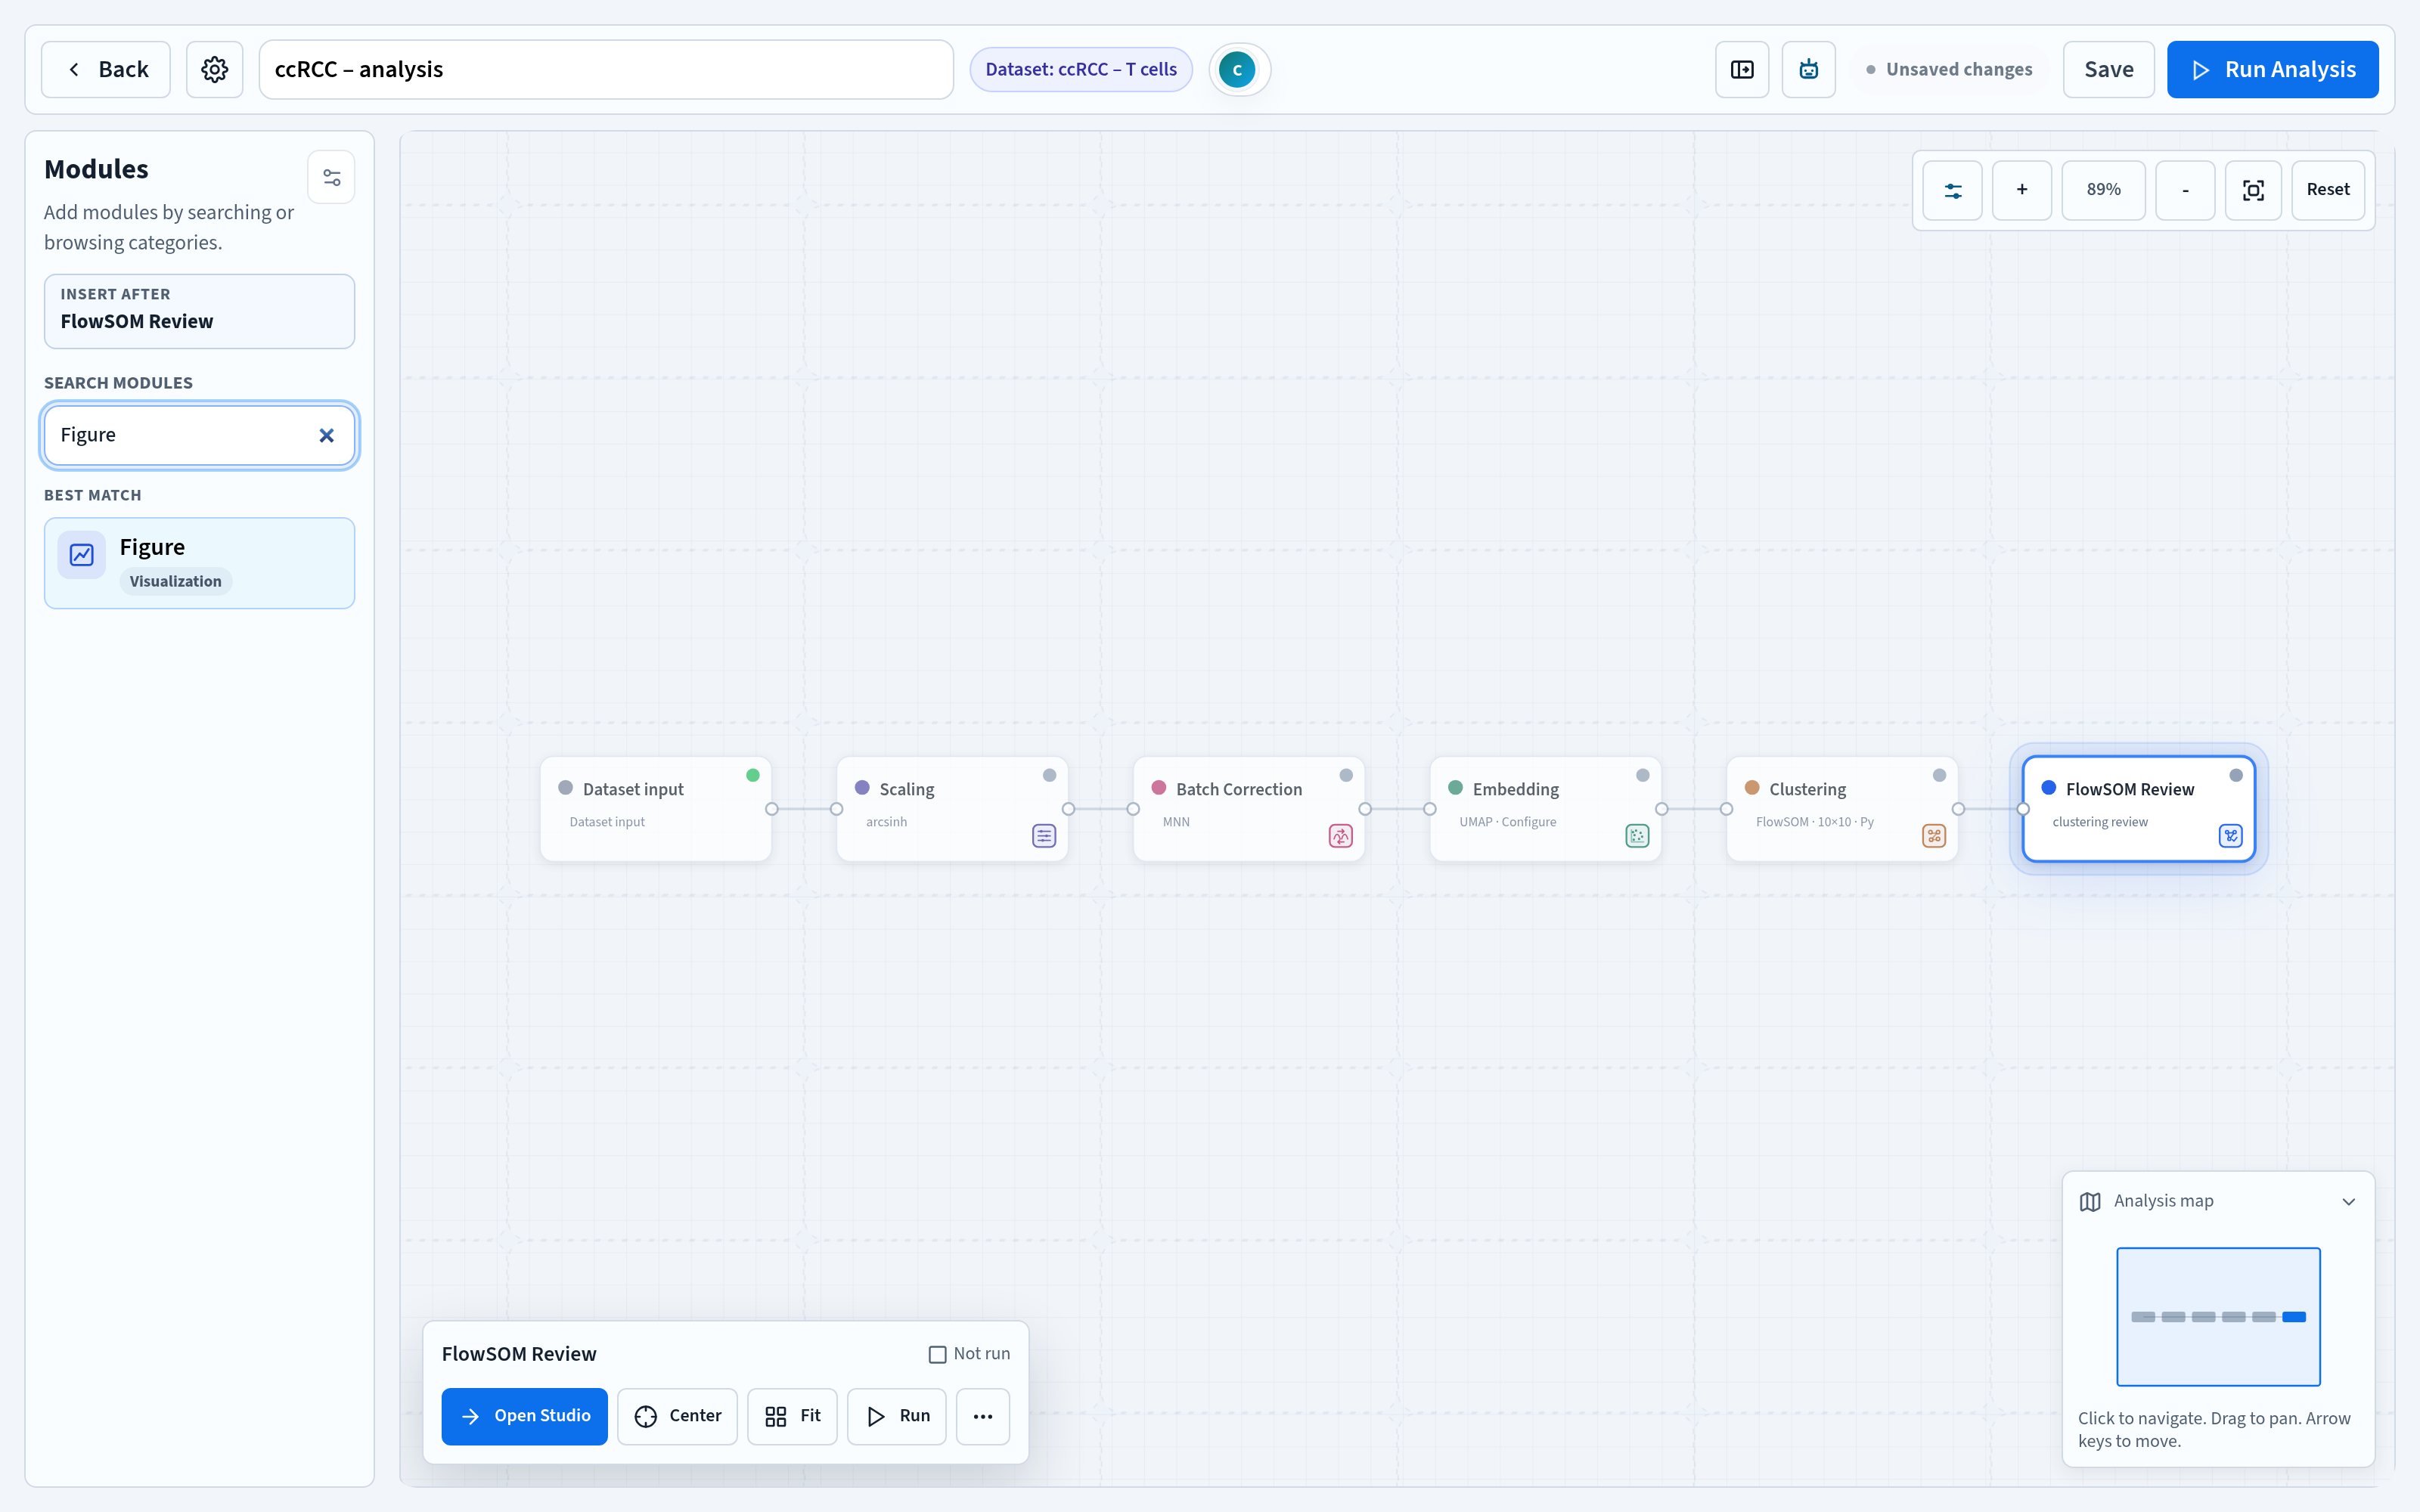 Back
ccRCC – analysis
Dataset: ccRCC – T cells
C
Unsaved changes
Save
Run Analysis
Modules
Add modules by searching or
browsing categories.
INSERT AFTER
FlowSOM Review
SEARCH MODULES
Figure
BEST MATCH
Figure
Visualization
+
89%
-
Reset
Dataset input
Dataset input
Scaling
arcsinh
Batch Correction
MNN
Embedding
UMAP · Configure
Clustering
FlowSOM · 10×10 · Py
FlowSOM Review
clustering review
FlowSOM Review
Not run
Open Studio
Center
Fit
Run
Analysis map
Click to navigate. Drag to pan. Arrow
keys to move.